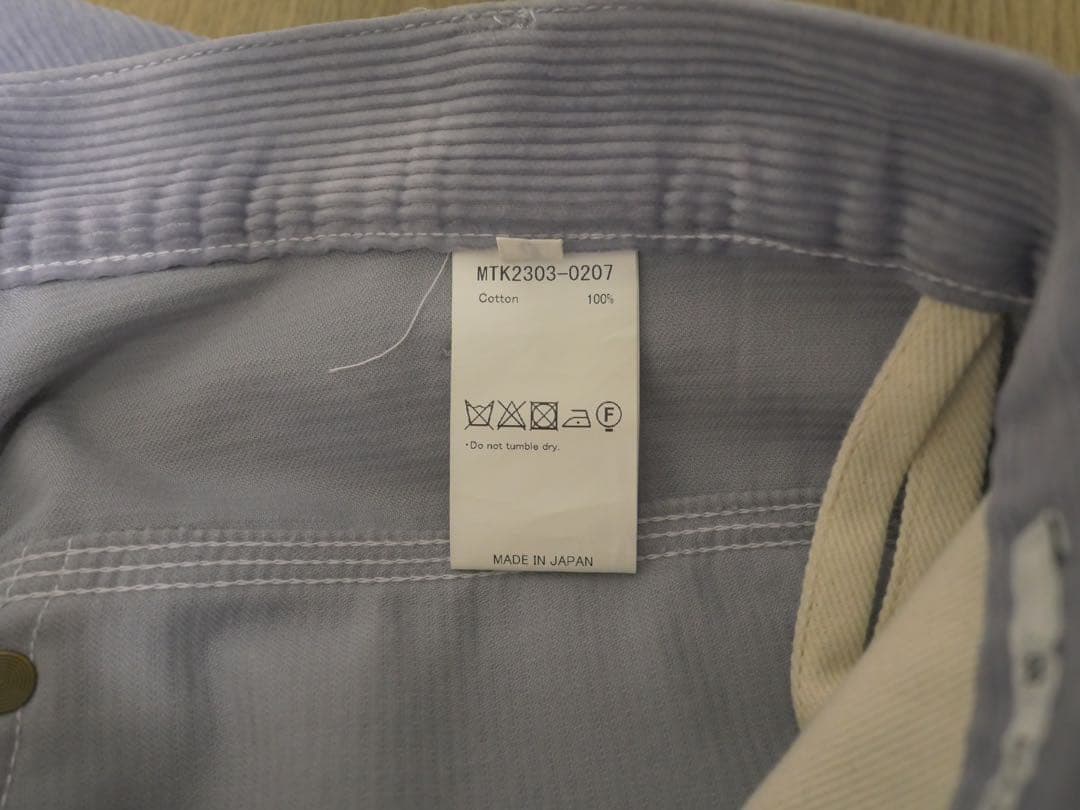 MTK2303-0207
Cotton 100%
F
・Do not tumble dry.
MADE IN JAPAN